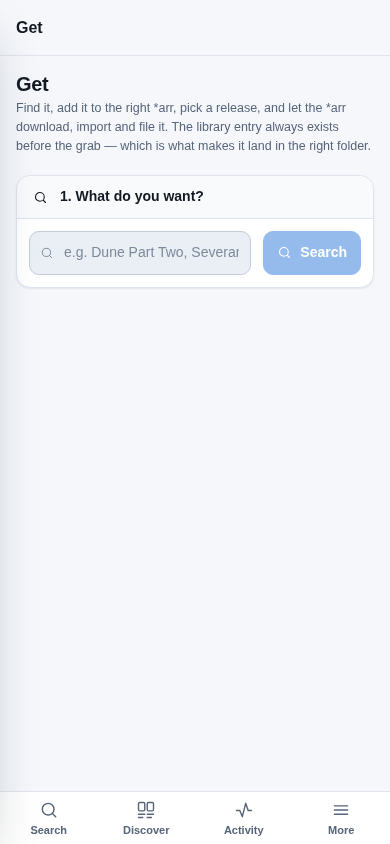 Get
Get
Find it, add it to the right *arr, pick a release, and let the *arr
download, import and file it. The library entry always exists
before the grab — which is what makes it land in the right folder.
1. What do you want?
e.g. Dune Part Two, Severan
Search
Search
Discover
Activity
More